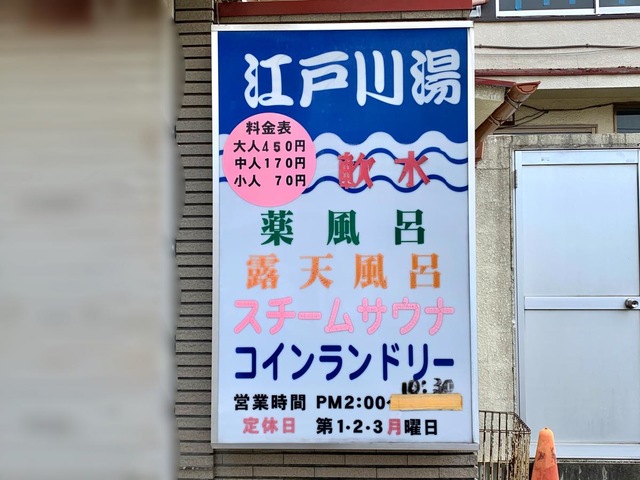 江戸川湯
料金表
大人450円
中人170円
小人 70円
軟水
薬風呂
露天風呂
スチームサウナ
コインランドリー
10:30
営業時間 PM2:00~
定休日 第1・2・3月曜日